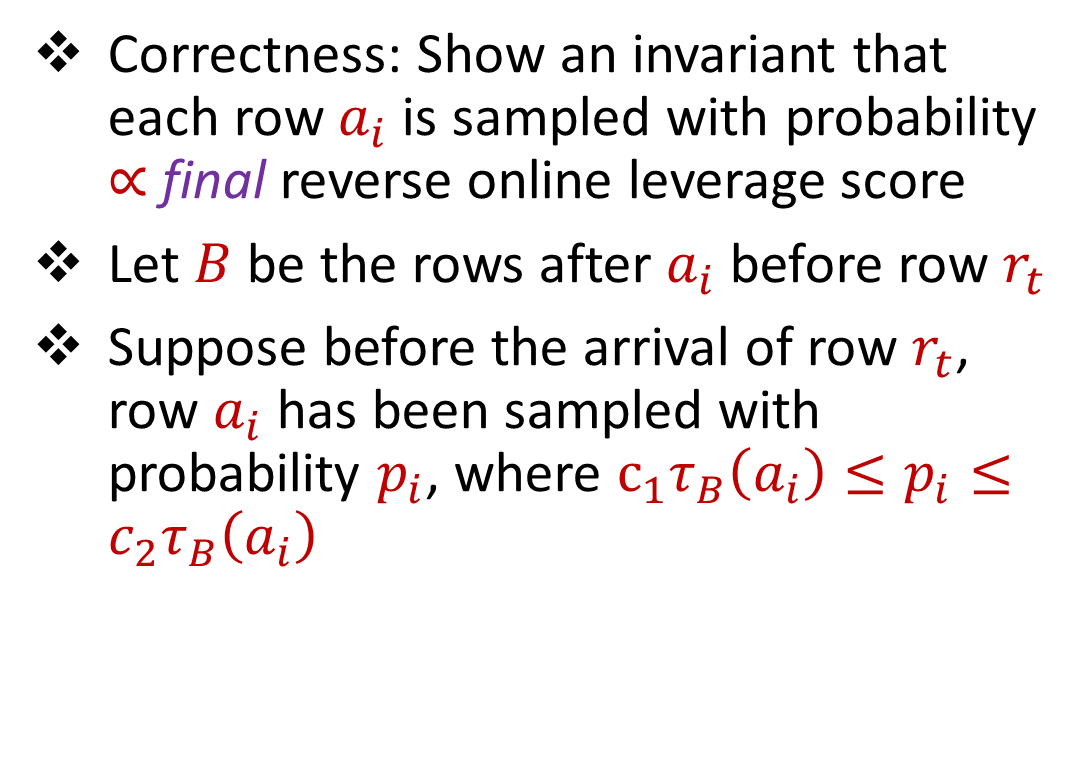 ❖ Correctness: Show an invariant that
each row 𝑎ᵢ is sampled with probability
∝ final reverse online leverage score
❖ Let 𝐵 be the rows after 𝑎ᵢ before row 𝑟ₜ
❖ Suppose before the arrival of row 𝑟ₜ,
row 𝑎ᵢ has been sampled with
probability 𝑝ᵢ, where c₁𝜏_𝐵(𝑎ᵢ) ≤ 𝑝ᵢ ≤
𝑐₂𝜏_𝐵(𝑎ᵢ)